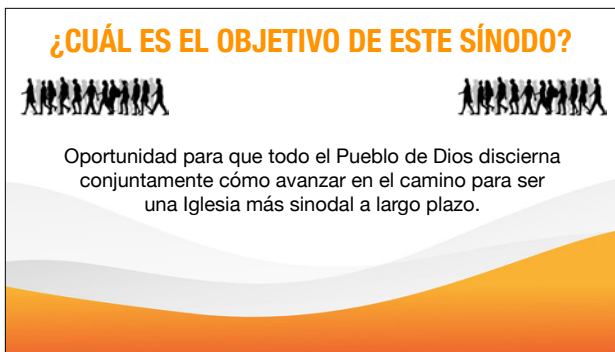 ¿CUÁL ES EL OBJETIVO DE ESTE SÍNODO?
Oportunidad para que todo el Pueblo de Dios discierna
conjuntamente cómo avanzar en el camino para ser
una Iglesia más sinodal a largo plazo.